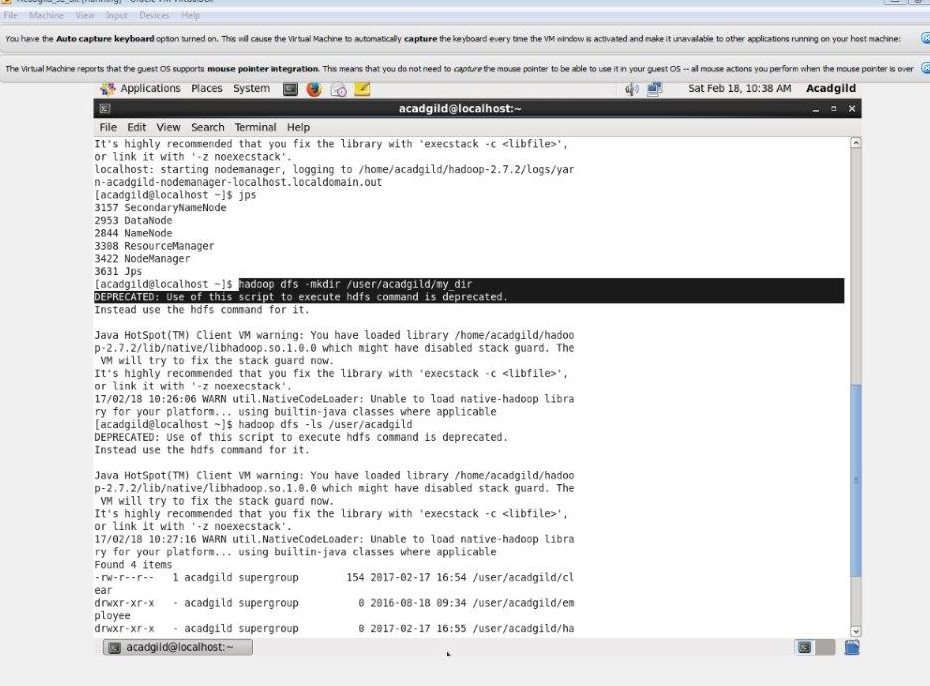 File Machine View Input Devices Help
You have the Auto capture keyboard option turned on. This will cause the Virtual Machine to automatically capture the keyboard every time the VM window is activated and make it unavailable to other applications running on your host machine:
The Virtual Machine reports that the guest OS supports mouse pointer integration. This means that you do not need to capture the mouse pointer to be able to use it in your guest OS -- all mouse actions you perform when the mouse pointer is over
Applications Places System Sat Feb 18, 10:38 AM Acadgild
acadgild@localhost:~
File Edit View Search Terminal Help
It's highly recommended that you fix the library with 'execstack -c <libfile>',
or link it with '-z noexecstack'.
localhost: starting nodemanager, logging to /home/acadgild/hadoop-2.7.2/logs/yar
n-acadgild-nodemanager-localhost.localdomain.out
[acadgild@localhost ~]$ jps
3157 SecondaryNameNode
2953 DataNode
2844 NameNode
3308 ResourceManager
3422 NodeManager
3631 Jps
[acadgild@localhost ~]$ hadoop dfs -mkdir /user/acadgild/my_dir
DEPRECATED: Use of this script to execute hdfs command is deprecated.
Instead use the hdfs command for it.
Java HotSpot(TM) Client VM warning: You have loaded library /home/acadgild/hadoo
p-2.7.2/lib/native/libhadoop.so.1.0.0 which might have disabled stack guard. The
VM will try to fix the stack guard now.
It's highly recommended that you fix the library with 'execstack -c <libfile>',
or link it with '-z noexecstack'.
17/02/18 10:26:06 WARN util.NativeCodeLoader: Unable to load native-hadoop libra
ry for your platform... using builtin-java classes where applicable
[acadgild@localhost ~]$ hadoop dfs -ls /user/acadgild
DEPRECATED: Use of this script to execute hdfs command is deprecated.
Instead use the hdfs command for it.
Java HotSpot(TM) Client VM warning: You have loaded library /home/acadgild/hadoo
p-2.7.2/lib/native/libhadoop.so.1.0.0 which might have disabled stack guard. The
VM will try to fix the stack guard now.
It's highly recommended that you fix the library with 'execstack -c <libfile>',
or link it with '-z noexecstack'.
17/02/18 10:27:16 WARN util.NativeCodeLoader: Unable to load native-hadoop libra
ry for your platform... using builtin-java classes where applicable
Found 4 items
-rw-r--r-- 1 acadgild supergroup 154 2017-02-17 16:54 /user/acadgild/cl
ear
drwxr-xr-x - acadgild supergroup 0 2016-08-18 09:34 /user/acadgild/em
ployee
drwxr-xr-x - acadgild supergroup 0 2017-02-17 16:55 /user/acadgild/ha
acadgild@localhost:~